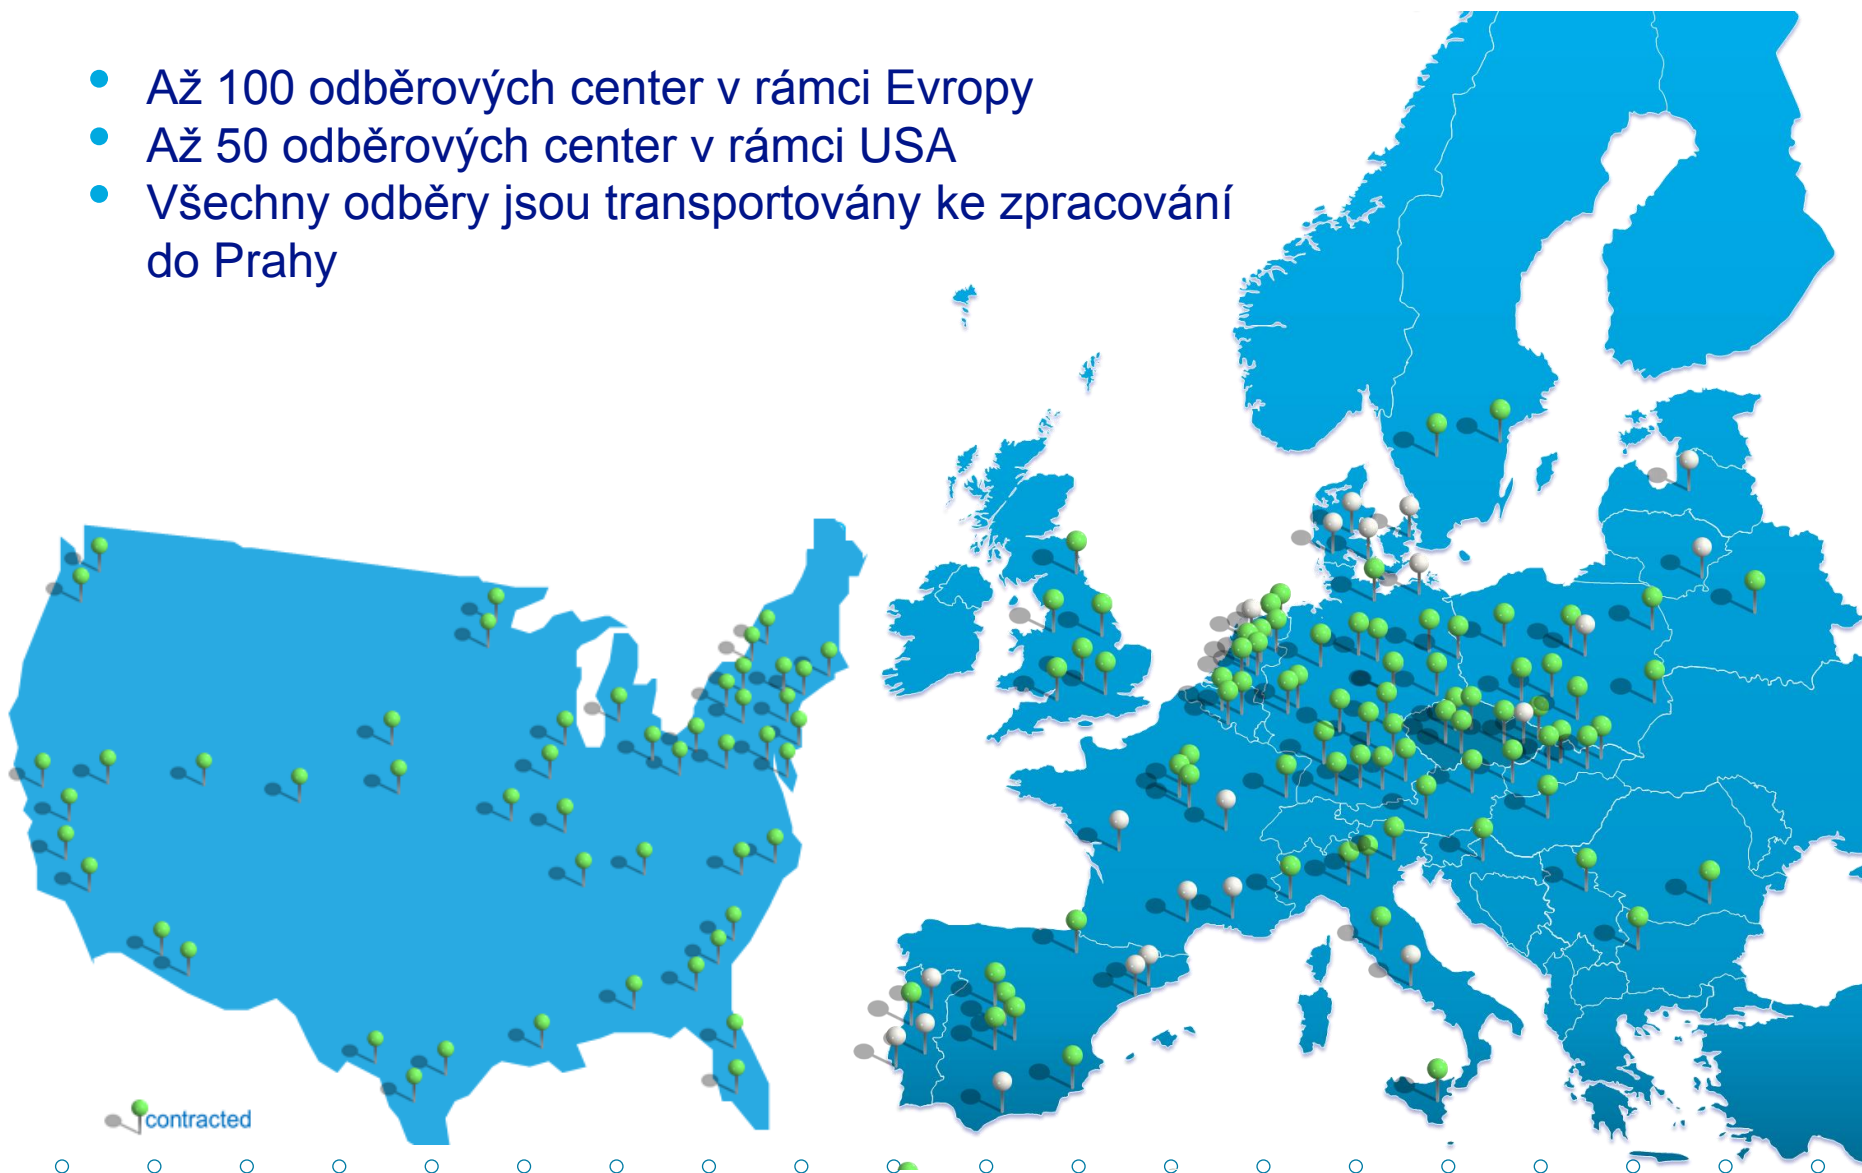 Až 100 odběrových center v rámci Evropy
Až 50 odběrových center v rámci USA
Všechny odběry jsou transportovány ke zpracování
do Prahy
contracted